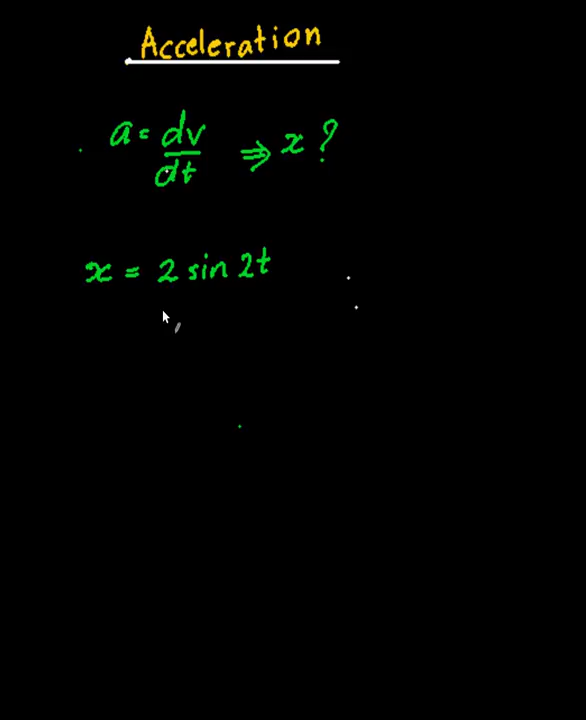 Acceleration
a = dv/dt ⇒ x ?
x = 2 sin 2t